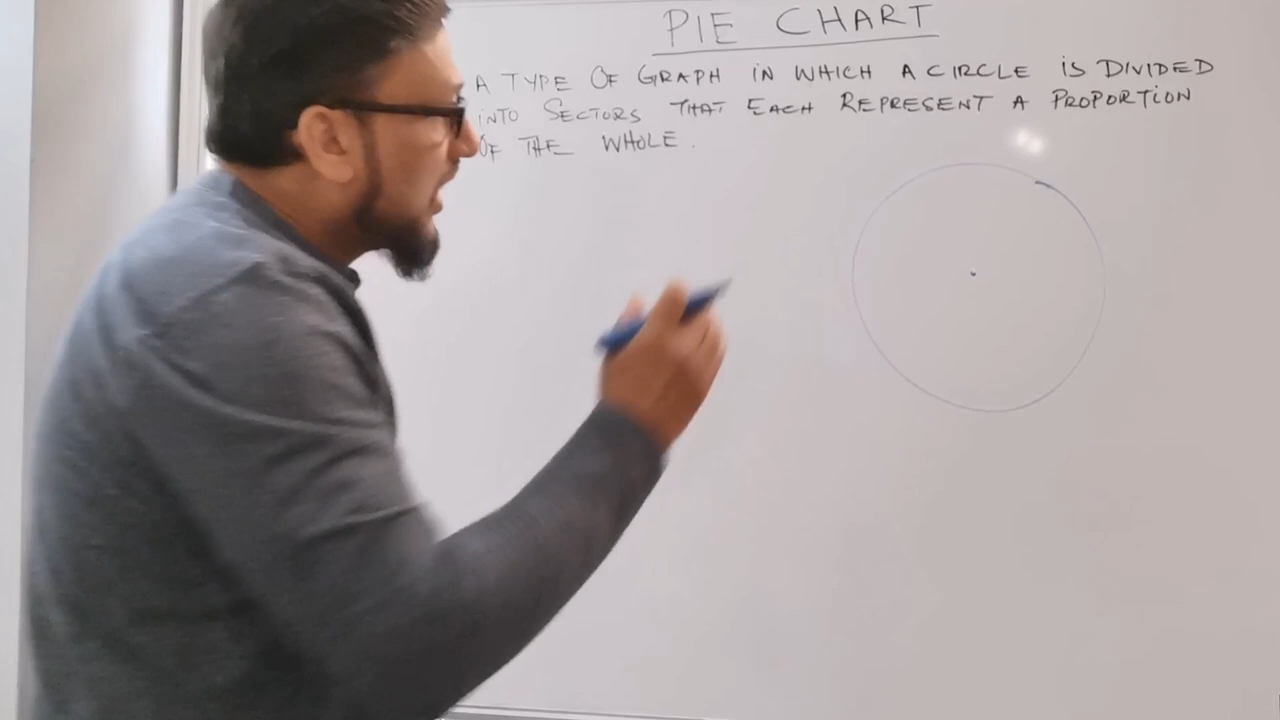 PIE CHART
A TYPE OF GRAPH IN WHICH A CIRCLE IS DIVIDED
INTO SECTORS THAT EACH REPRESENT A PROPORTION
OF THE WHOLE.